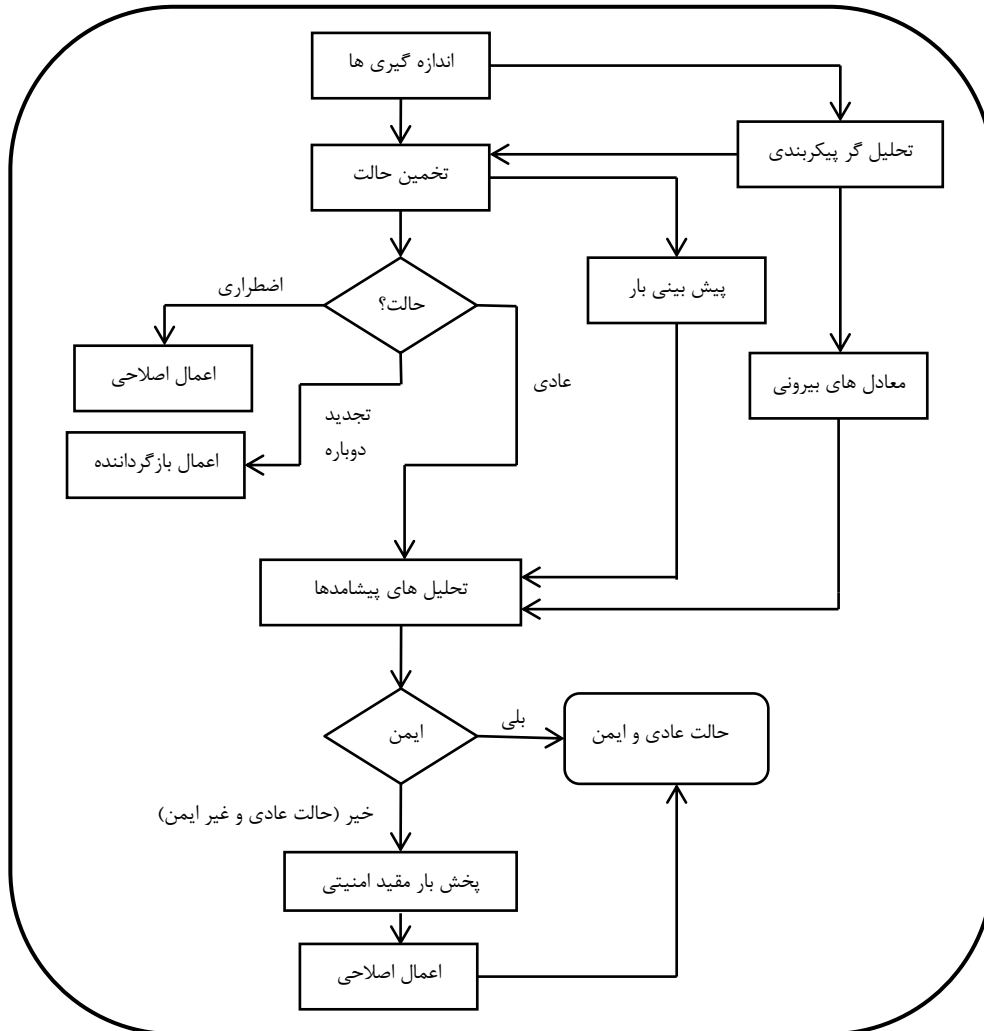 اندازه گیری ها
تحلیل گر پیکربندی
تخمین حالت
پیش بینی بار
حالت؟
اضطراری
اعمال اصلاحی
معادل های بیرونی
عادی
تجدید
دوباره
اعمال بازگرداننده
تحلیل های پیشامدها
ایمن
بلی
حالت عادی و ایمن
خیر (حالت عادی و غیر ایمن)
پخش بار مقید امنیتی
اعمال اصلاحی